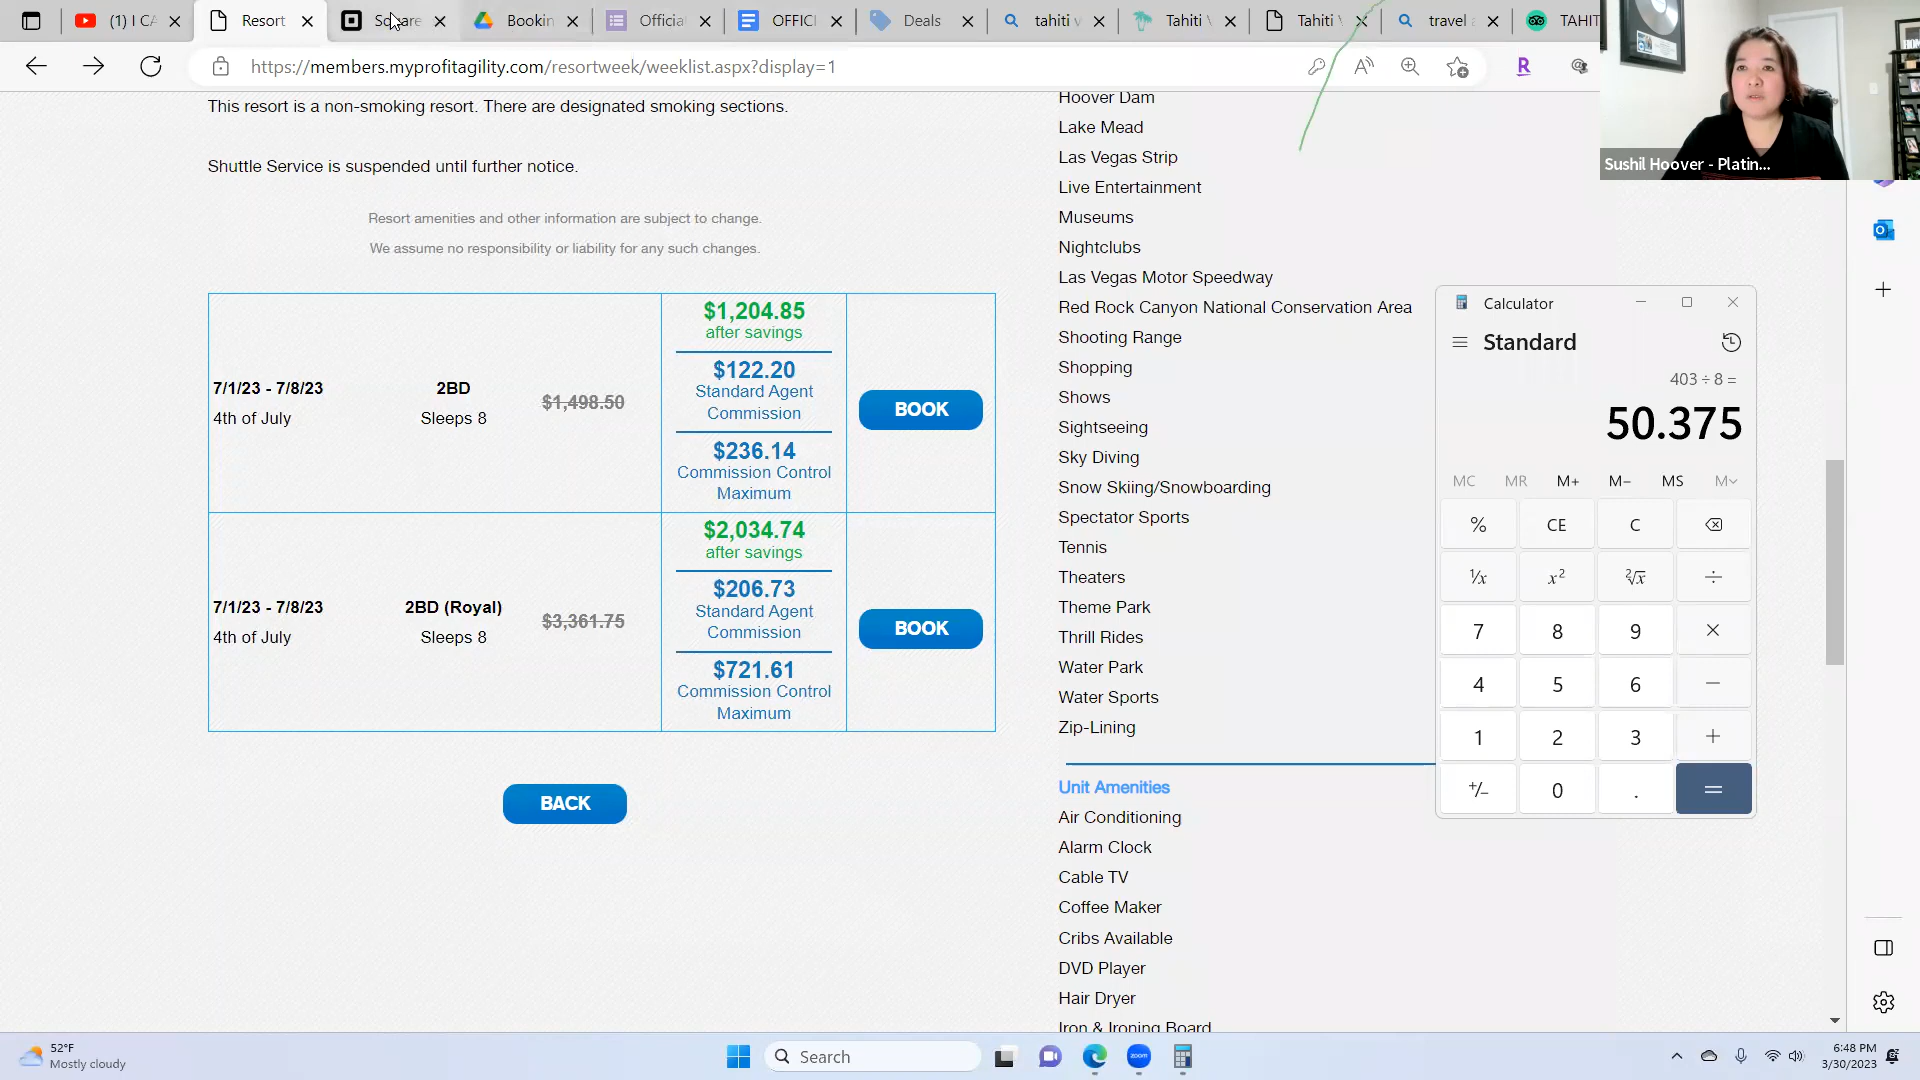 (1) I CA
Resort
Square
Bookin
Official
OFFICI
Deals
tahiti v
Tahiti \
Tahiti \
travel a
TAHIT
https://members.myprofitagility.com/resortweek/weeklist.aspx?display=1
Sushil Hoover - Platin...
This resort is a non-smoking resort. There are designated smoking sections.
Shuttle Service is suspended until further notice.
Resort amenities and other information are subject to change.
We assume no responsibility or liability for any such changes.
7/1/23 - 7/8/23
4th of July
2BD
Sleeps 8
$1,498.50
$1,204.85
after savings
$122.20
Standard Agent
Commission
$236.14
Commission Control
Maximum
BOOK
7/1/23 - 7/8/23
4th of July
2BD (Royal)
Sleeps 8
$3,361.75
$2,034.74
after savings
$206.73
Standard Agent
Commission
$721.61
Commission Control
Maximum
BOOK
BACK
Hoover Dam
Lake Mead
Las Vegas Strip
Live Entertainment
Museums
Nightclubs
Las Vegas Motor Speedway
Red Rock Canyon National Conservation Area
Shooting Range
Shopping
Shows
Sightseeing
Sky Diving
Snow Skiing/Snowboarding
Spectator Sports
Tennis
Theaters
Theme Park
Thrill Rides
Water Park
Water Sports
Zip-Lining
Unit Amenities
Air Conditioning
Alarm Clock
Cable TV
Coffee Maker
Cribs Available
DVD Player
Hair Dryer
Iron & Ironing Board
Calculator
Standard
403 ÷ 8 =
50.375
MC MR M+ M− MS M˅
% CE C
¹/x x² ²√x ÷
7 8 9 ×
4 5 6 −
1 2 3 +
+/− 0 . =
52°F
Mostly cloudy
Search
zoom
6:48 PM
3/30/2023